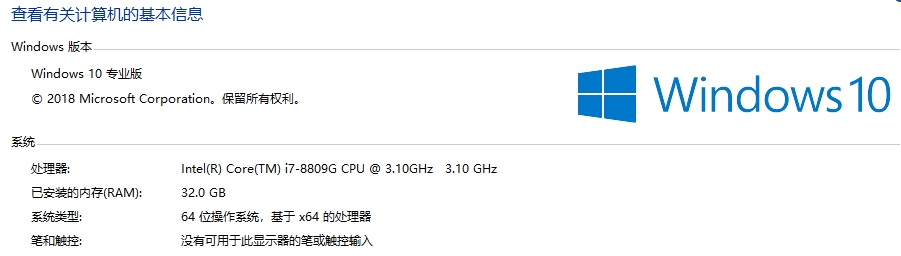 查看有关计算机的基本信息
Windows 版本
Windows 10 专业版
© 2018 Microsoft Corporation。保留所有权利。
Windows 10
系统
处理器: Intel(R) Core(TM) i7-8809G CPU @ 3.10GHz 3.10 GHz
已安装的内存(RAM): 32.0 GB
系统类型: 64 位操作系统，基于 x64 的处理器
笔和触控: 没有可用于此显示器的笔或触控输入